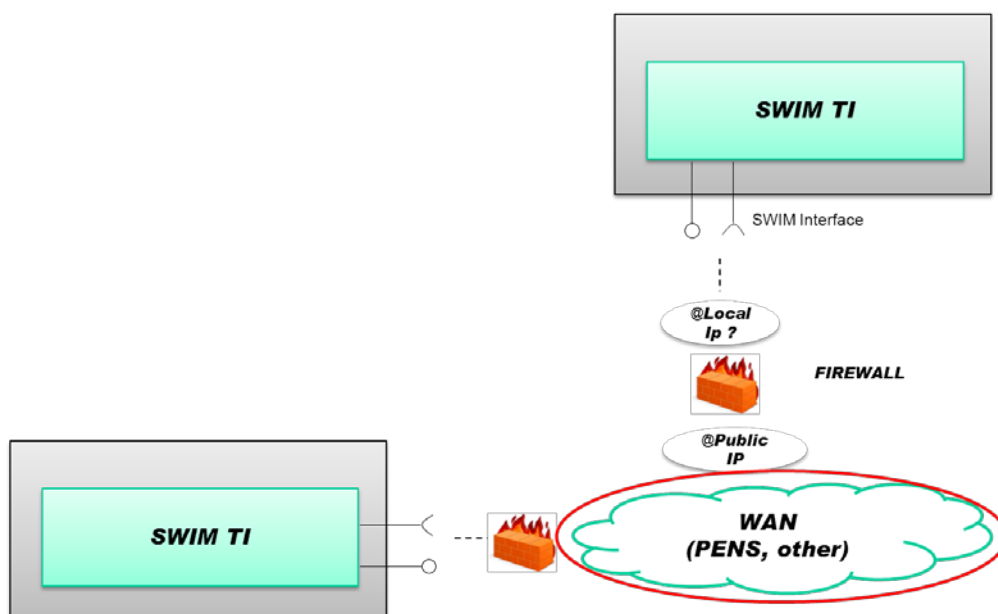 SWIM TI
SWIM Interface
@Local
Ip ?
FIREWALL
@Public
IP
SWIM TI
WAN
(PENS, other)